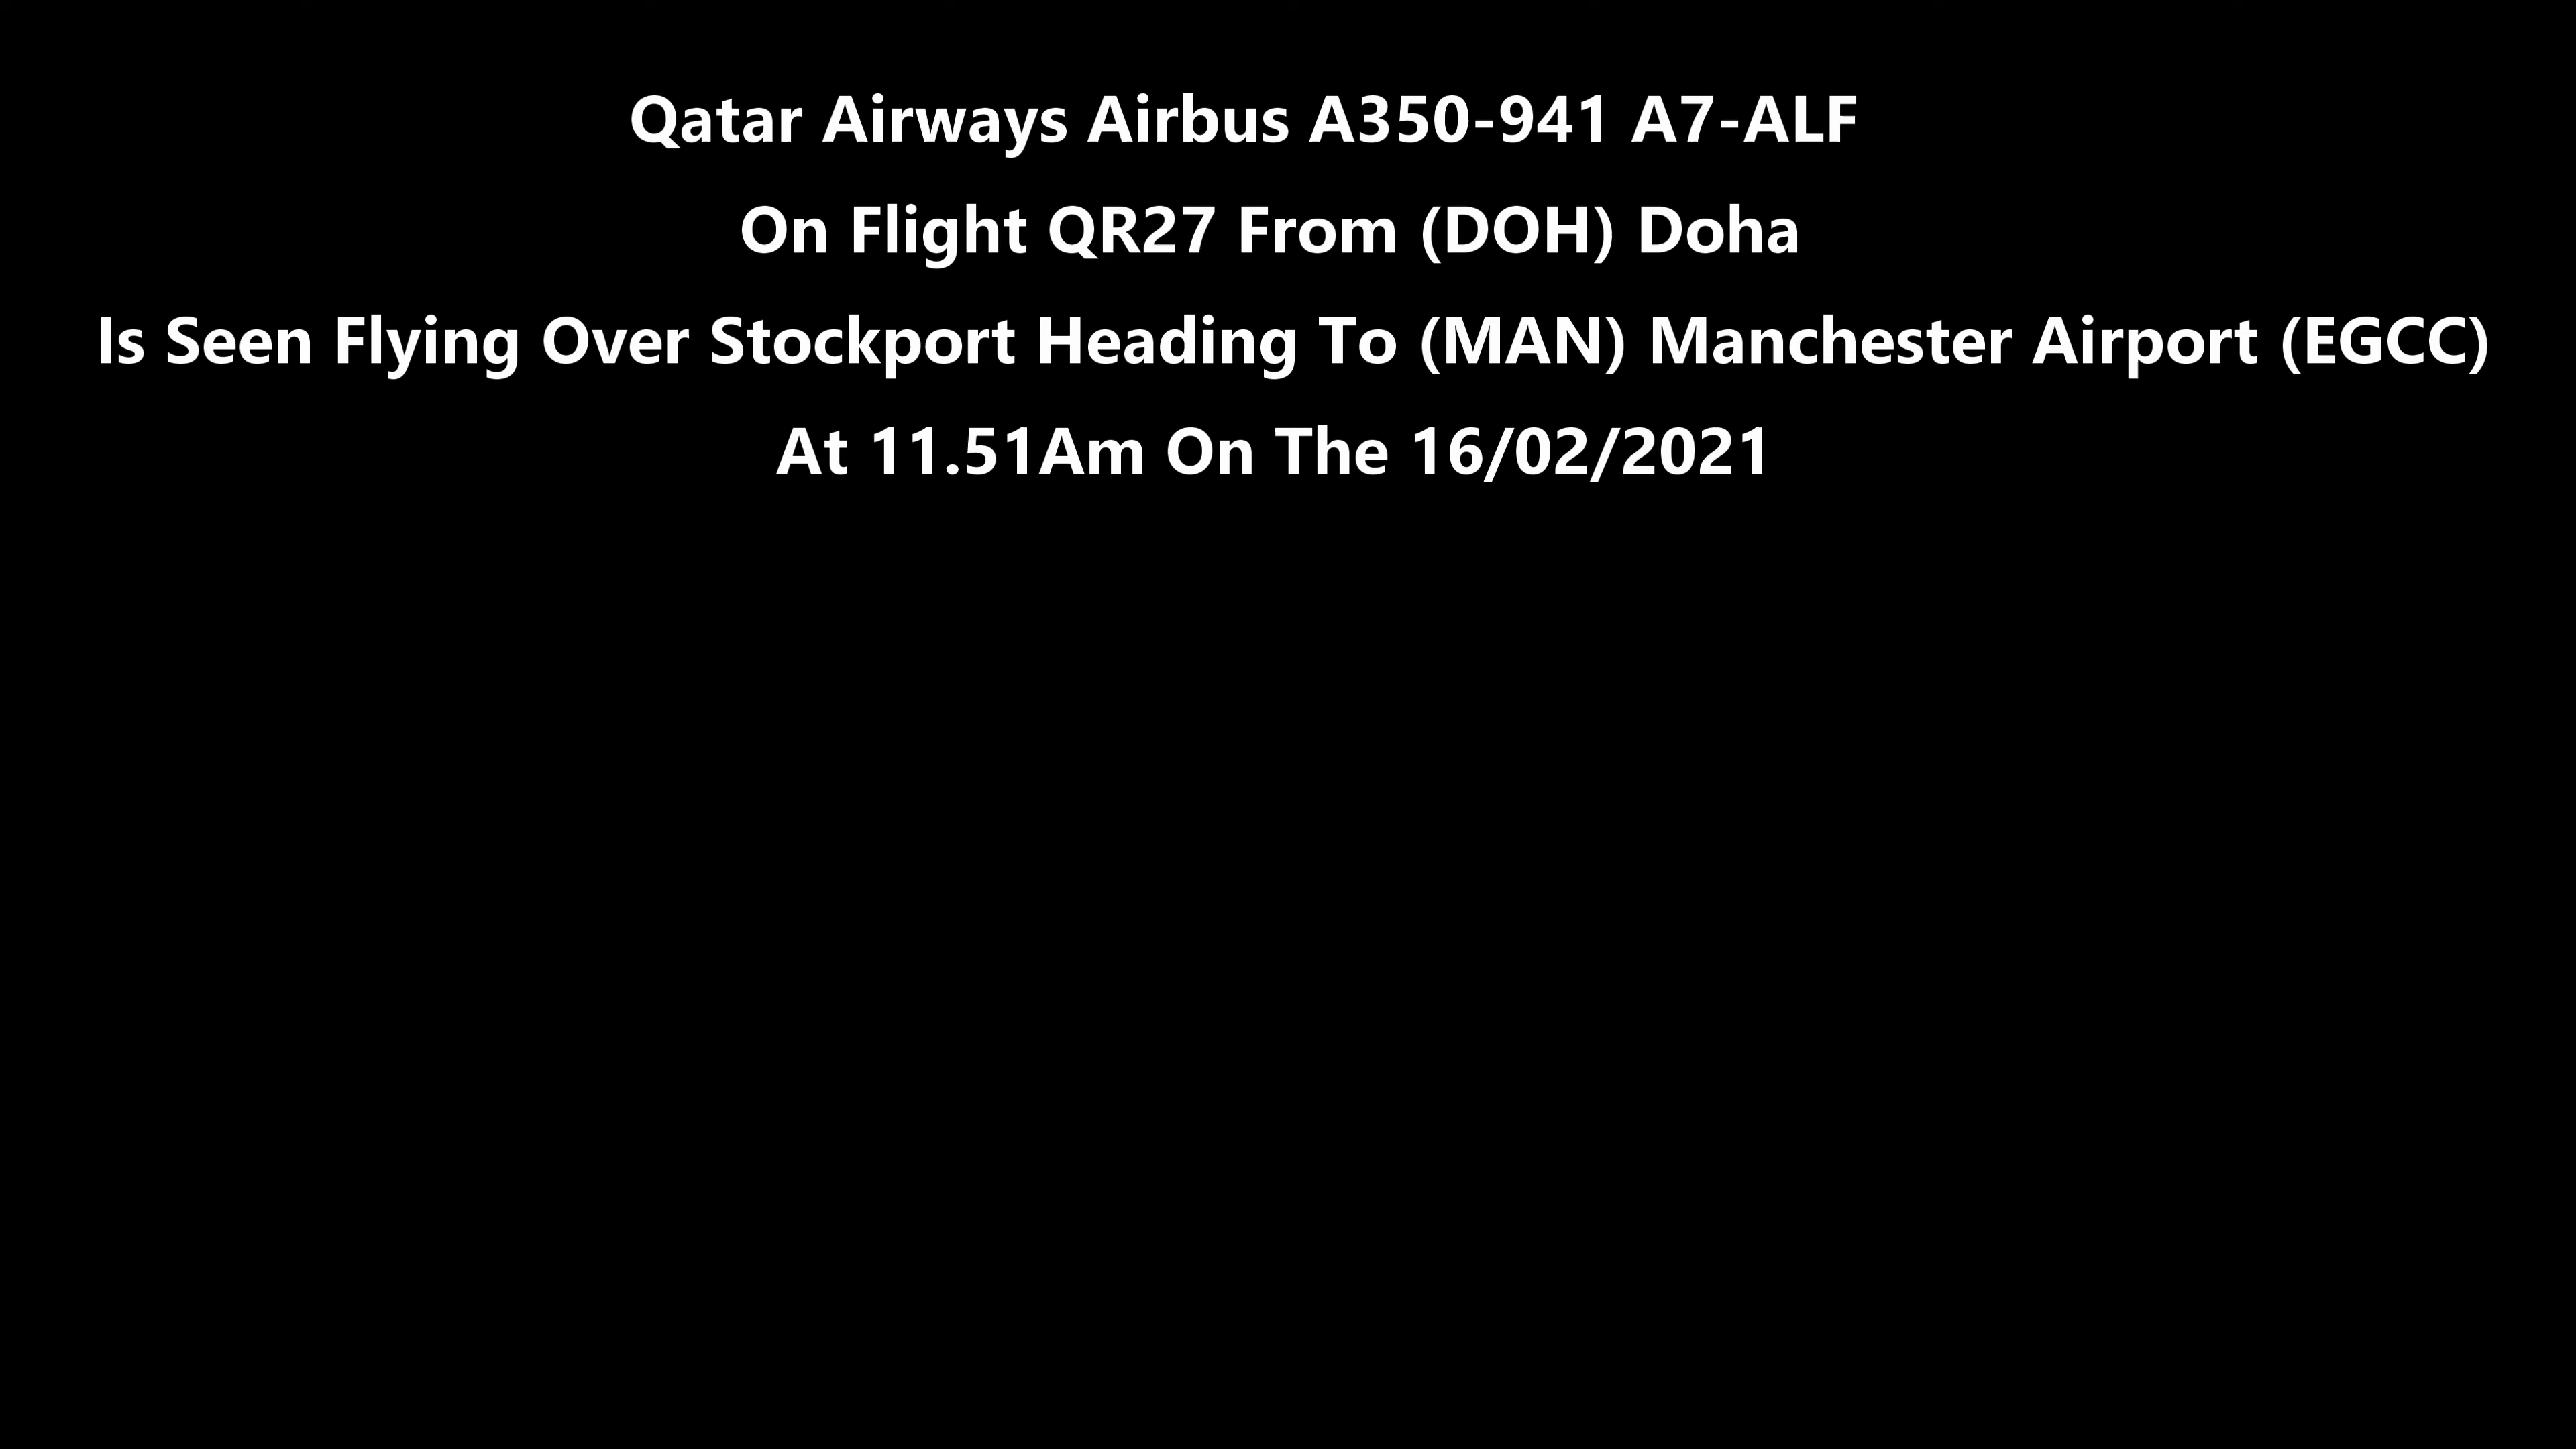 Qatar Airways Airbus A350-941 A7-ALF
On Flight QR27 From (DOH) Doha
Is Seen Flying Over Stockport Heading To (MAN) Manchester Airport (EGCC)
At 11.51Am On The 16/02/2021